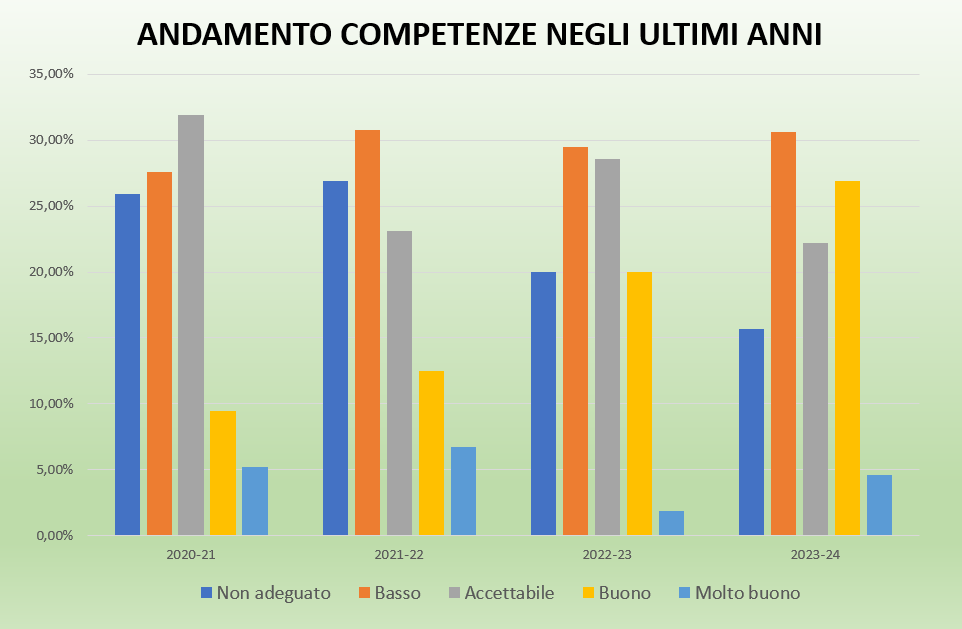 ANDAMENTO COMPETENZE NEGLI ULTIMI ANNI
35,00%
30,00%
25,00%
20,00%
15,00%
10,00%
5,00%
0,00%
2020-21 2021-22 2022-23 2023-24
Non adeguato Basso Accettabile Buono Molto buono